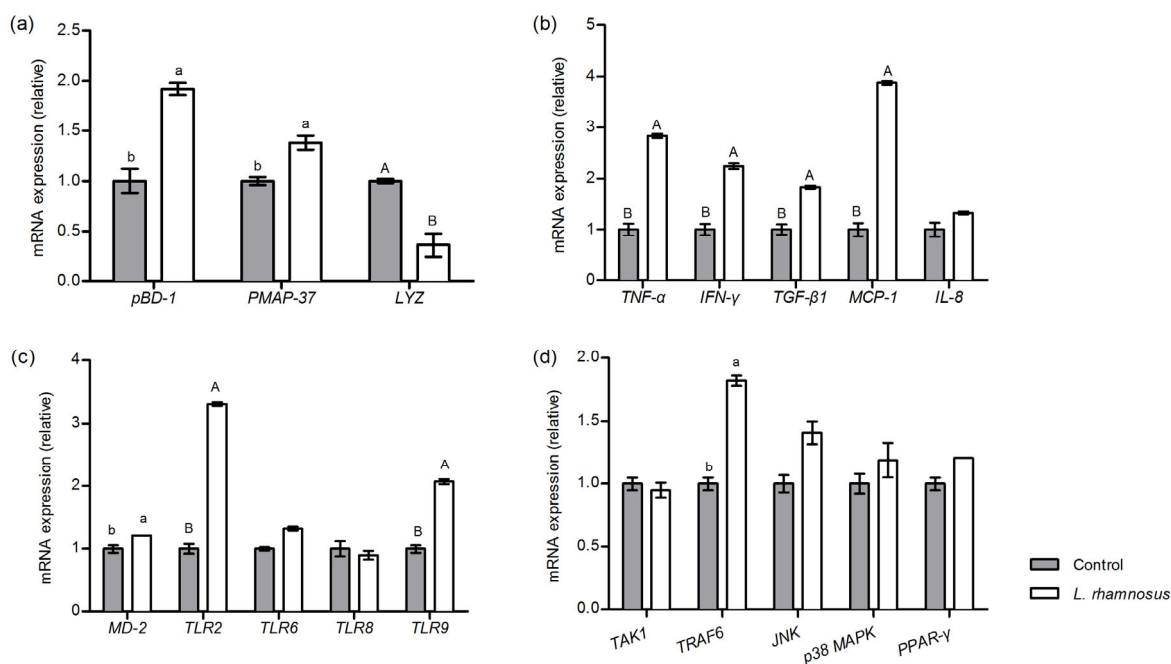 (a)
mRNA expression (relative)
2.5
2.0
1.5
1.0
0.5
0.0
b
a
b
a
A
B
pBD-1
PMAP-37
LYZ
(b)
mRNA expression (relative)
5
4
3
2
1
0
B
A
B
A
B
A
B
A
TNF-α
IFN-γ
TGF-β1
MCP-1
IL-8
(c)
mRNA expression (relative)
4
3
2
1
0
b
a
B
A
B
A
MD-2
TLR2
TLR6
TLR8
TLR9
(d)
mRNA expression (relative)
2.0
1.5
1.0
0.5
0.0
b
a
TAK1
TRAF6
JNK
p38 MAPK
PPAR-γ
Control
L. rhamnosus